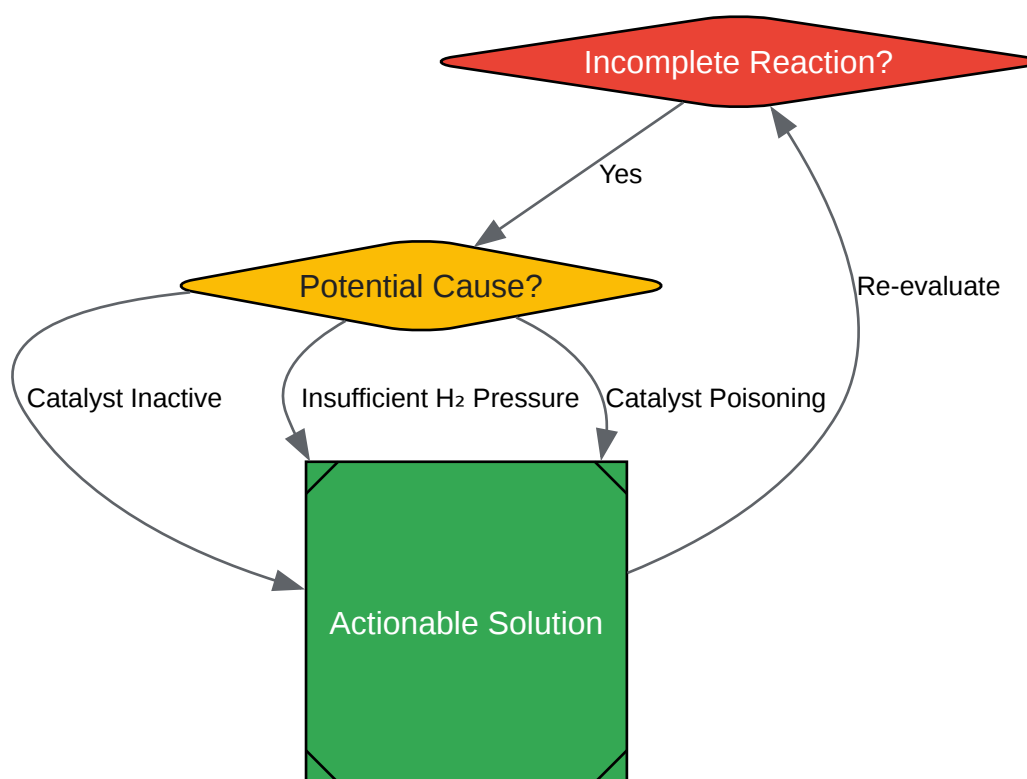 Incomplete Reaction?
Yes
Potential Cause?
Re-evaluate
Catalyst Inactive
Insufficient H₂ Pressure
Catalyst Poisoning
Actionable Solution